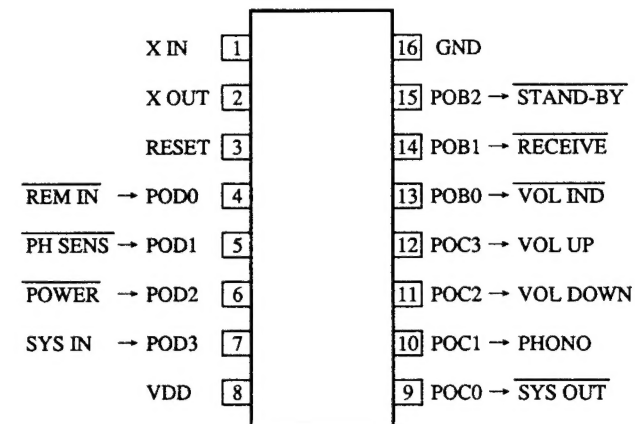 X IN 1 16 GND
X OUT 2 15 POB2 → STAND-BY
RESET 3 14 POB1 → RECEIVE
REM IN → POD0 4 13 POB0 → VOL IND
PH SENS → POD1 5 12 POC3 → VOL UP
POWER → POD2 6 11 POC2 → VOL DOWN
SYS IN → POD3 7 10 POC1 → PHONO
VDD 8 9 POC0 → SYS OUT